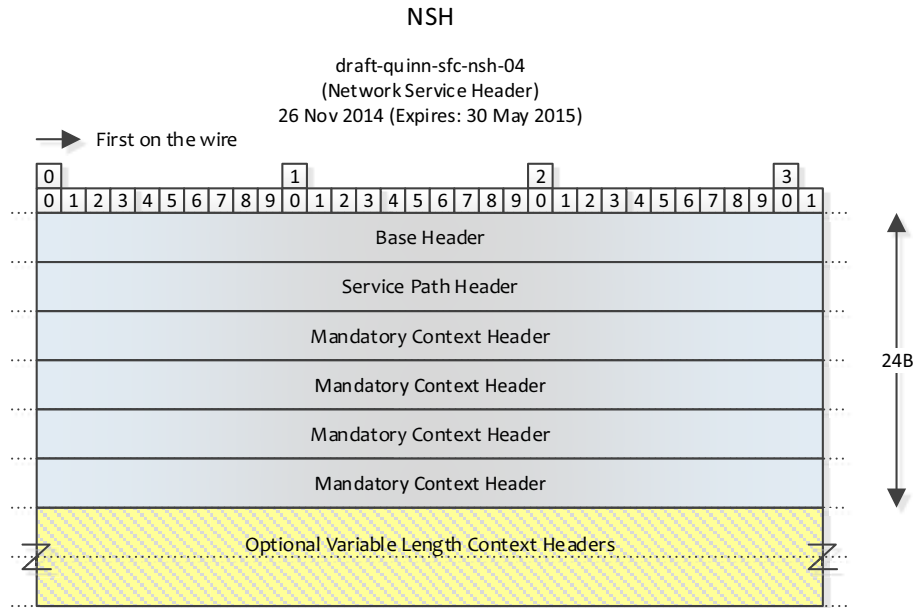 NSH
draft-quinn-sfc-nsh-04
(Network Service Header)
26 Nov 2014 (Expires: 30 May 2015)
First on the wire
0 1 2 3
0 1 2 3 4 5 6 7 8 9 0 1 2 3 4 5 6 7 8 9 0 1 2 3 4 5 6 7 8 9 0 1
Base Header
Service Path Header
Mandatory Context Header
24B
Mandatory Context Header
Mandatory Context Header
Mandatory Context Header
Optional Variable Length Context Headers